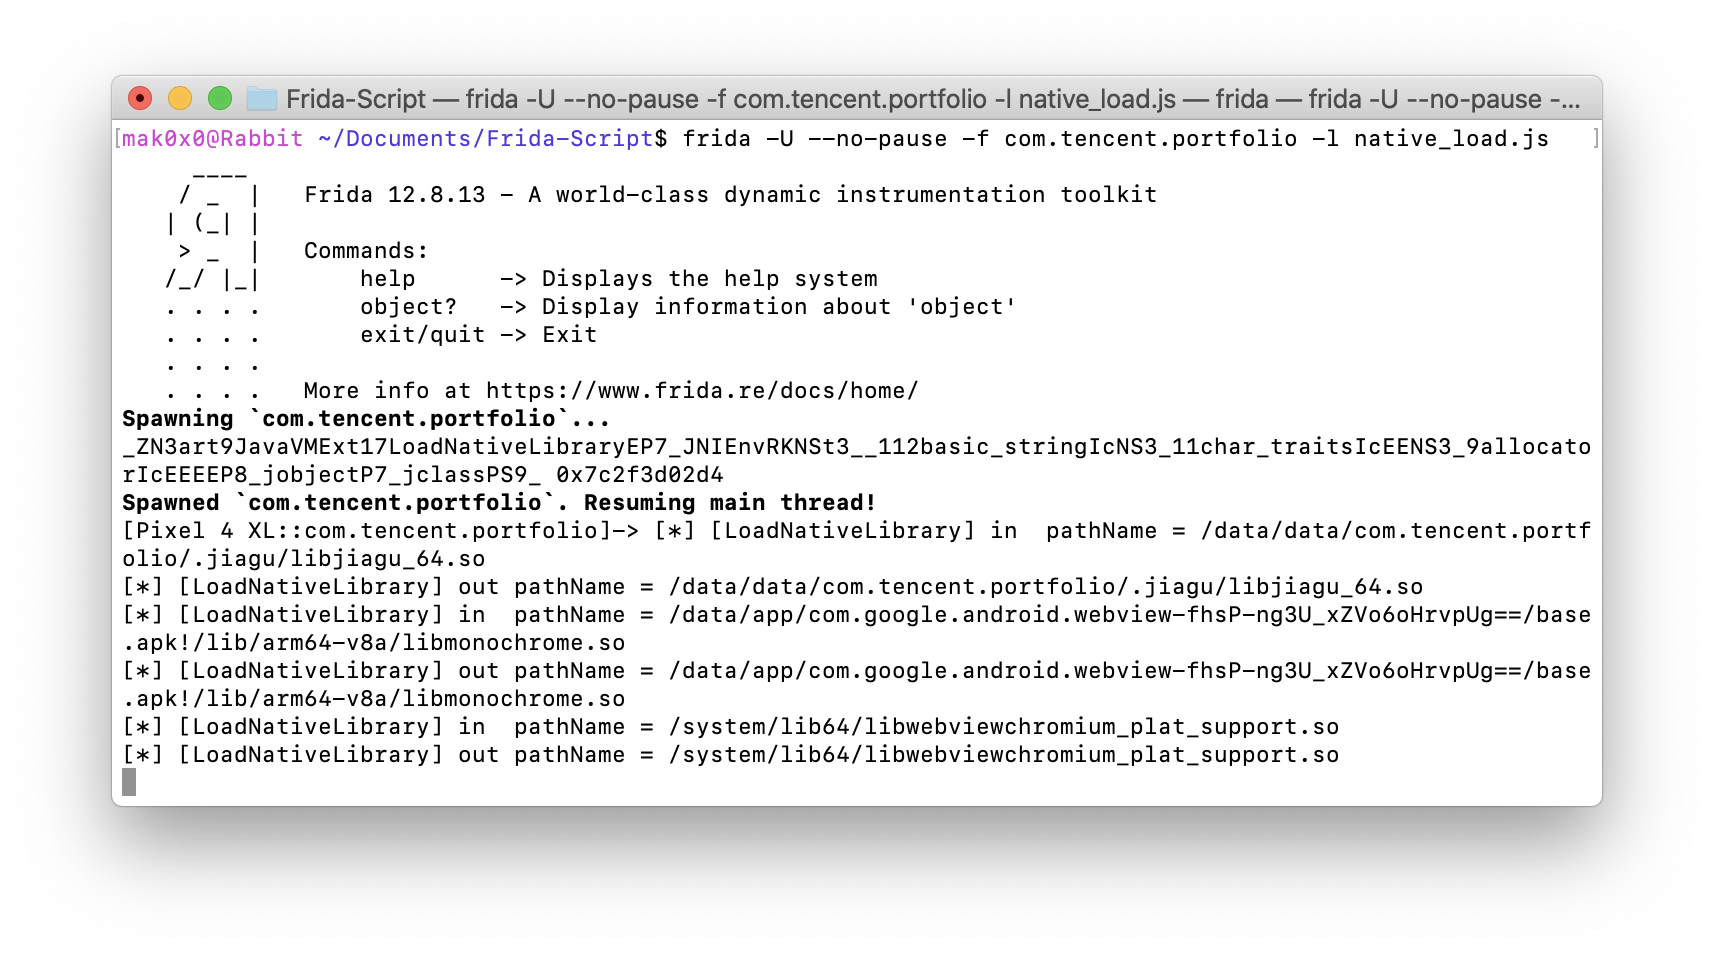 Frida-Script — frida -U --no-pause -f com.tencent.portfolio -l native_load.js — frida — frida -U --no-pause -...
[mak0x0@Rabbit ~/Documents/Frida-Script$ frida -U --no-pause -f com.tencent.portfolio -l native_load.js ]
     ____
    / _  |   Frida 12.8.13 - A world-class dynamic instrumentation toolkit
   | (_| |
    > _  |   Commands:
   /_/ |_|       help      -> Displays the help system
   . . . .       object?   -> Display information about 'object'
   . . . .       exit/quit -> Exit
   . . . .
   . . . .   More info at https://www.frida.re/docs/home/
Spawning `com.tencent.portfolio`...
_ZN3art9JavaVMExt17LoadNativeLibraryEP7_JNIEnvRKNSt3__112basic_stringIcNS3_11char_traitsIcEENS3_9allocato
rIcEEEEP8_jobjectP7_jclassPS9_ 0x7c2f3d02d4
Spawned `com.tencent.portfolio`. Resuming main thread!
[Pixel 4 XL::com.tencent.portfolio]-> [*] [LoadNativeLibrary] in  pathName = /data/data/com.tencent.portf
olio/.jiagu/libjiagu_64.so
[*] [LoadNativeLibrary] out pathName = /data/data/com.tencent.portfolio/.jiagu/libjiagu_64.so
[*] [LoadNativeLibrary] in  pathName = /data/app/com.google.android.webview-fhsP-ng3U_xZVo6oHrvpUg==/base
.apk!/lib/arm64-v8a/libmonochrome.so
[*] [LoadNativeLibrary] out pathName = /data/app/com.google.android.webview-fhsP-ng3U_xZVo6oHrvpUg==/base
.apk!/lib/arm64-v8a/libmonochrome.so
[*] [LoadNativeLibrary] in  pathName = /system/lib64/libwebviewchromium_plat_support.so
[*] [LoadNativeLibrary] out pathName = /system/lib64/libwebviewchromium_plat_support.so